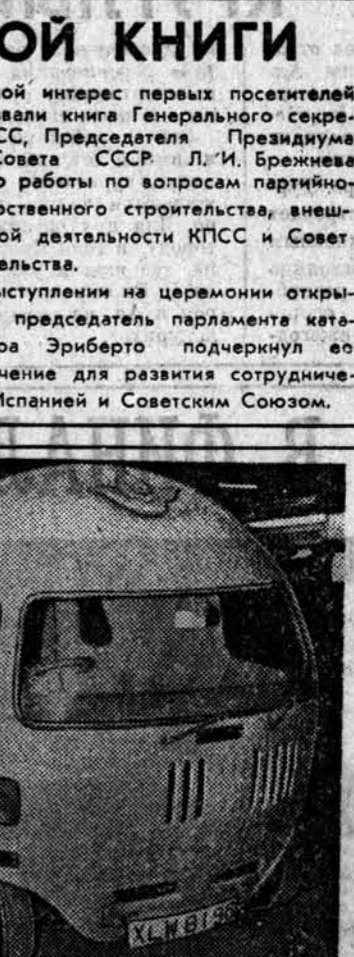 ОЙ КНИГИ
ой интерес первых посетителей
вали книга Генерального секре-
СС, Председателя Президиума
Совета СССР Л. И. Брежнева
о работы по вопросам партийно-
рственного строительства, внеш-
ой деятельности КПСС и Совет-
ельства.
ыступлении на церемонии откры-
председатель парламента ката-
ра Эриберто подчеркнул ее
чение для развития сотрудниче-
Испанией и Советским Союзом.